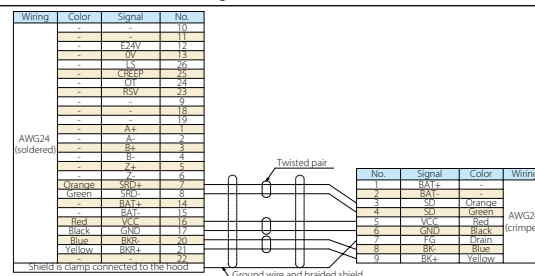 Wiring Color Signal No.
- - 10
- - 11
- E24V 12
- 0V 13
- LS 26
- CREEP 25
- OT 24
- RSV 23
- - 9
- - 18
- - 19
- A+ 1
- A- 2
- B+ 3
- B- 4
- Z+ 5
- Z- 6
Orange SRD+ 7
Green SRD- 8
- BAT+ 14
- BAT- 15
Red VCC 16
Black GND 17
Blue BKR- 20
Yellow BKR+ 21
- - 22
AWG24
(soldered)
Shield is clamp connected to the hood
Twisted pair
Ground wire and braided shield
No. Signal Color Wiring
1 BAT+ -
2 BAT- -
3 SD Orange
4 SD Green
5 VCC Red
6 GND Black
7 FG Drain
8 BK- Blue
9 BK+ Yellow